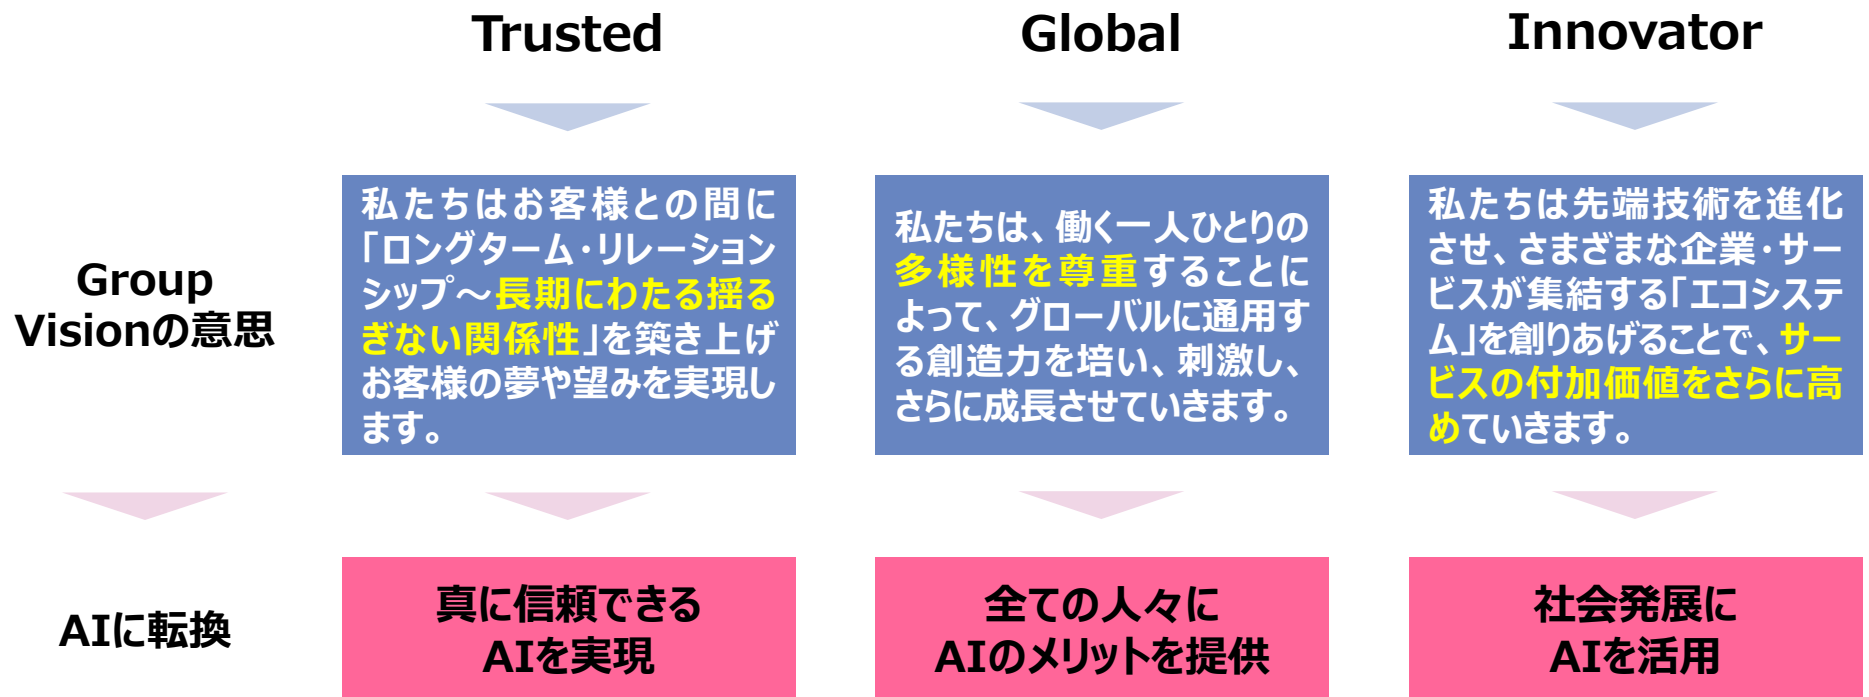 Trusted
Global
Innovator
Group
Visionの意思
私たちはお客様との間に
「ロングターム・リレーション
シップ～長期にわたる揺る
ぎない関係性」を築き上げ
お客様の夢や望みを実現し
ます。
私たちは、働く一人ひとりの
多様性を尊重することに
よって、グローバルに通用す
る創造力を培い、刺激し、
さらに成長させていきます。
私たちは先端技術を進化
させ、さまざまな企業・サー
ビスが集結する「エコシステ
ム」を創りあげることで、サー
ビスの付加価値をさらに高
めていきます。
AIに転換
真に信頼できる
AIを実現
全ての人々に
AIのメリットを提供
社会発展に
AIを活用